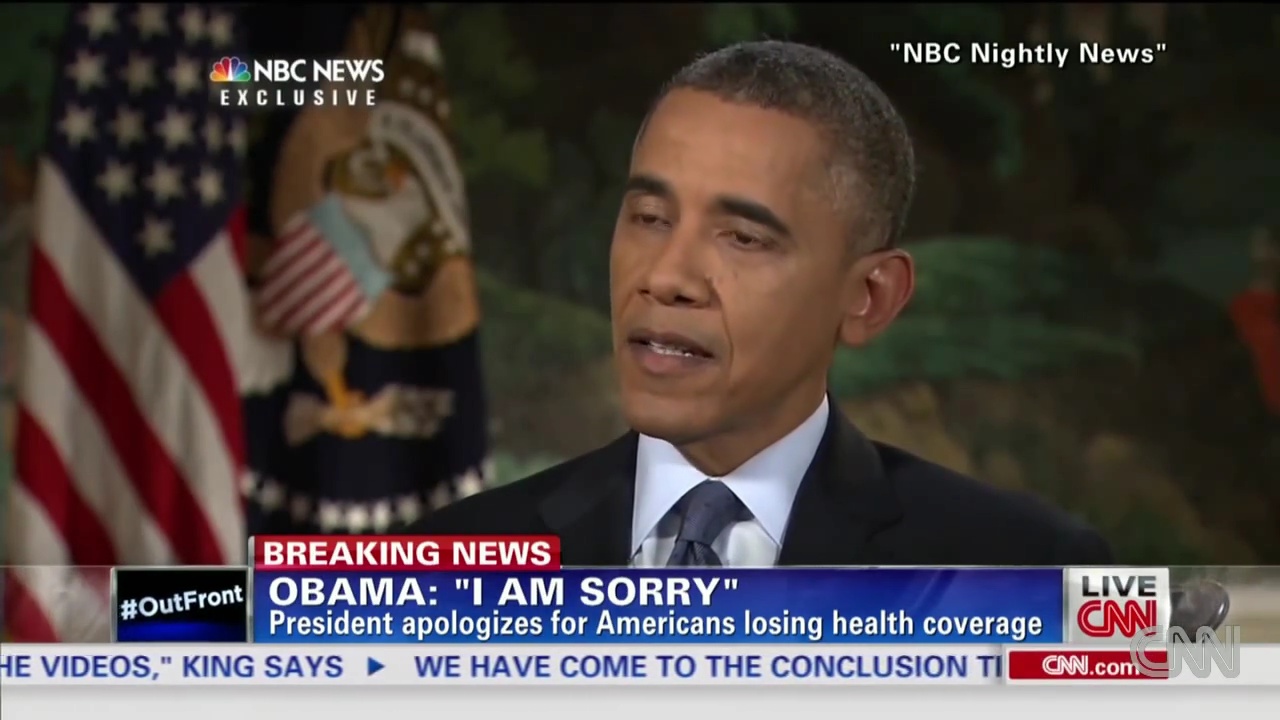 NBC NEWS
EXCLUSIVE
"NBC Nightly News"
BREAKING NEWS
#OutFront
OBAMA: "I AM SORRY"
President apologizes for Americans losing health coverage
LIVE
CNN
HE VIDEOS," KING SAYS
WE HAVE COME TO THE CONCLUSION TI
CNN.com
CNN